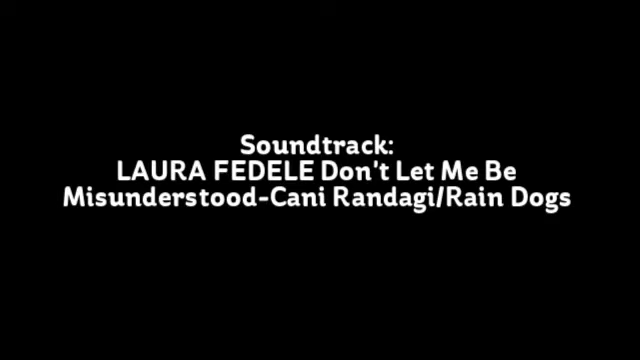 Soundtrack:
LAURA FEDELE Don't Let Me Be
Misunderstood-Cani Randagi/Rain Dogs